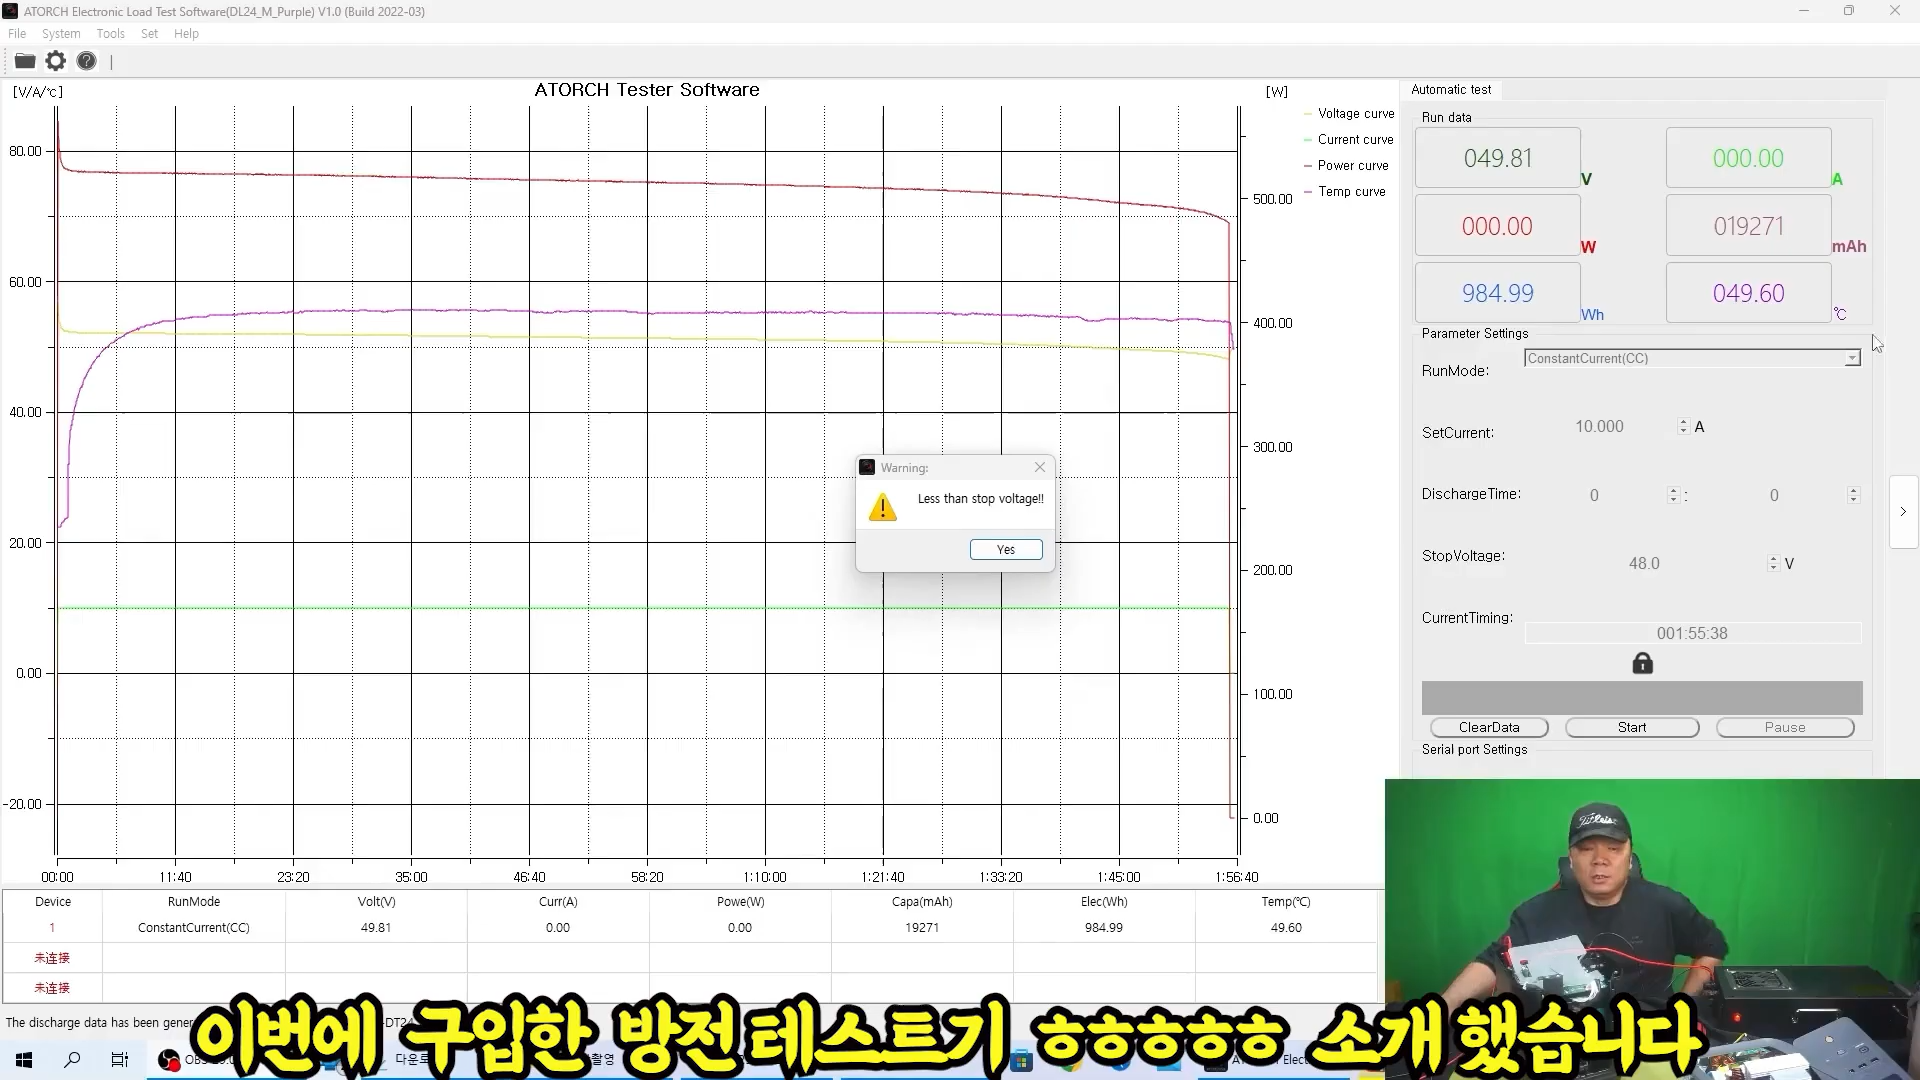 ATORCH Electronic Load Test Software(DL24_M_Purple) V1.0 (Build 2022-03)
File System Tools Set Help
[V/A/℃]
ATORCH Tester Software
[W]
Voltage curve
Current curve
Power curve
Temp curve
80.00
60.00
40.00
20.00
0.00
-20.00
500.00
400.00
300.00
200.00
100.00
0.00
00:00 11:40 23:20 35:00 46:40 58:20 1:10:00 1:21:40 1:33:20 1:45:00 1:56:40
Warning:
Less than stop voltage!!
Yes
Automatic test
Run data
049.81 V 000.00 A
000.00 W 019271 mAh
984.99 Wh 049.60 ℃
Parameter Settings
RunMode: ConstantCurrent(CC)
SetCurrent: 10.000 A
DischargeTime: 0 : 0
StopVoltage: 48.0 V
CurrentTiming: 001:55:38
ClearData Start Pause
Serial port Settings
Device RunMode Volt(V) Curr(A) Powe(W) Capa(mAh) Elec(Wh) Temp(℃)
1 ConstantCurrent(CC) 49.81 0.00 0.00 19271 984.99 49.60
未连接
未连接
Titleist
The discharge data has been gener
이번에 구입한 방전테스트기 ㅎㅎㅎㅎㅎ 소개했습니다